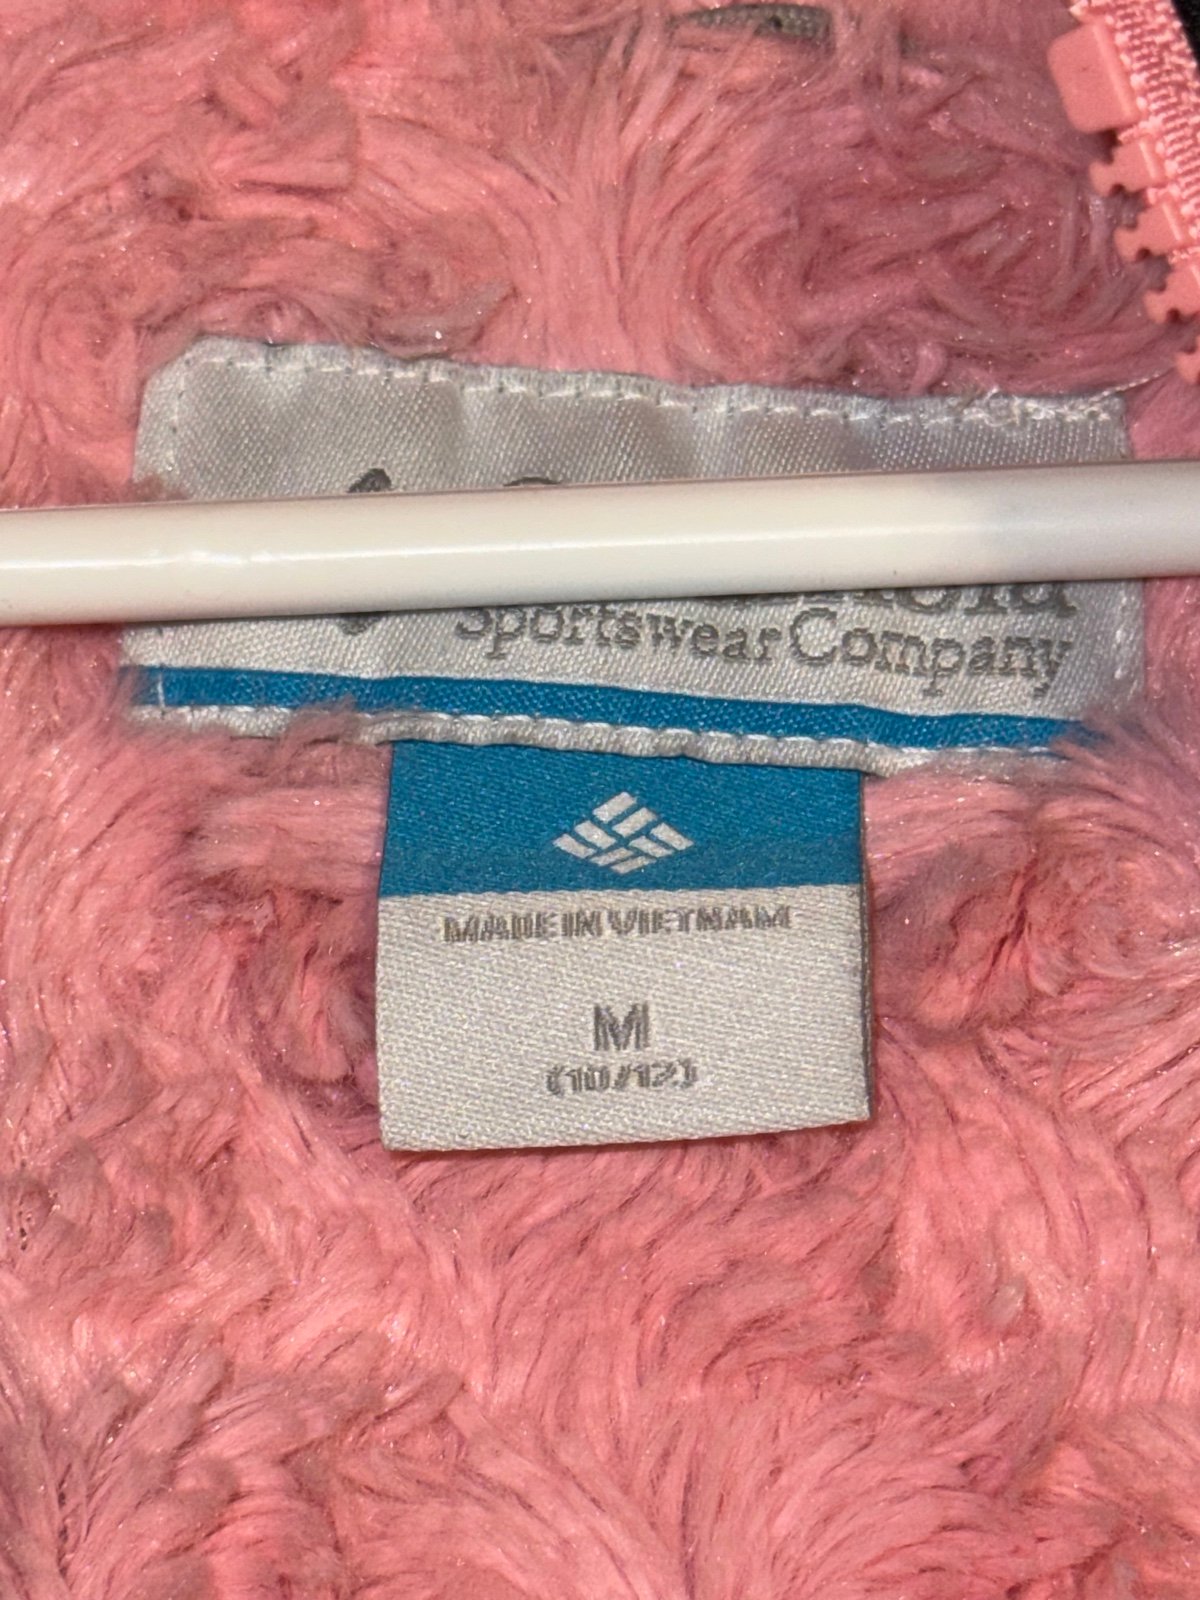 Sportswear Company
MADE IN VIETNAM
M
(10/12)